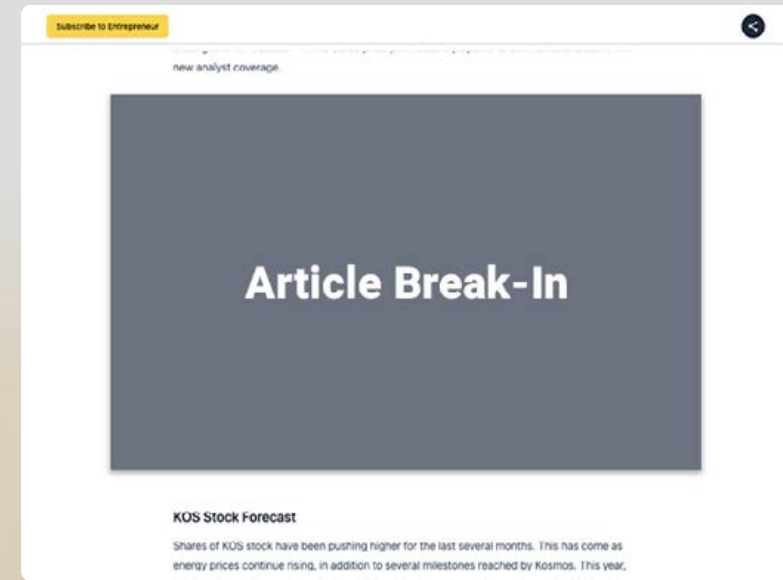 Subscribe to Entrepreneur
new analyst coverage.
Article Break-In
KOS Stock Forecast
Shares of KOS stock have been pushing higher for the last several months. This has come as
energy prices continue rising, in addition to several milestones reached by Kosmos. This year,